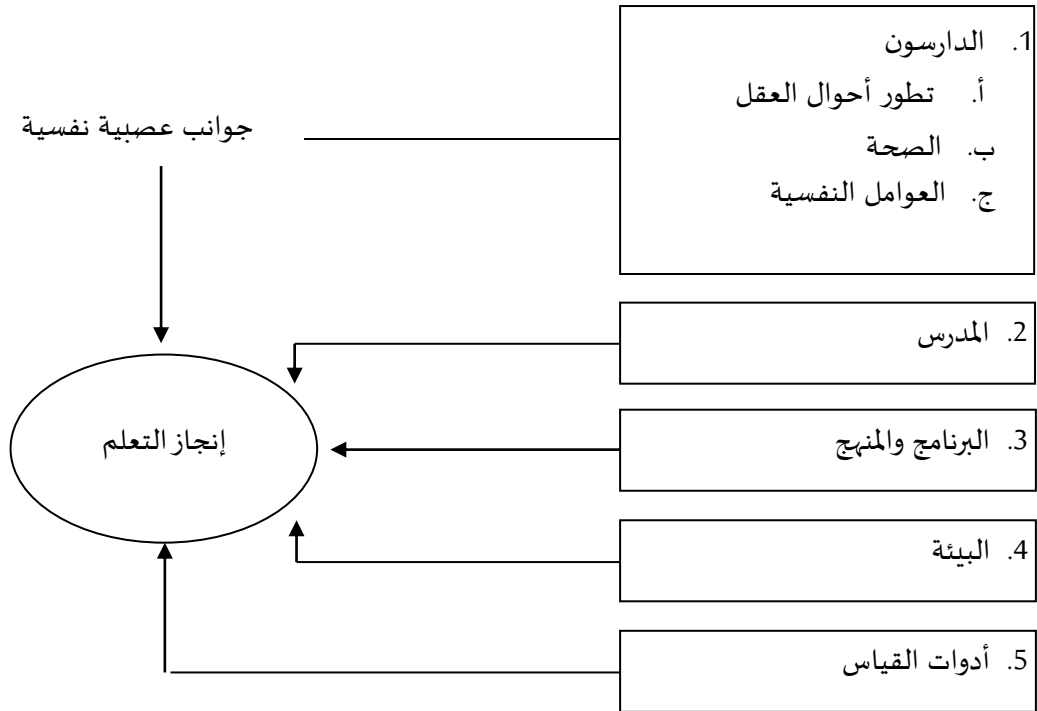 1. الدارسون
أ. تطور أحوال العقل
ب. الصحة
ج. العوامل النفسية
جوانب عصبية نفسية
2. المدرس
3. البرنامج والمنهج
إنجاز التعلم
4. البيئة
5. أدوات القياس